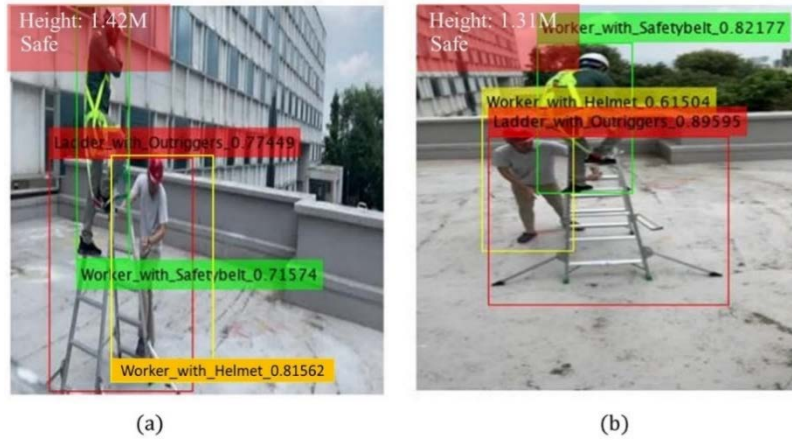 Height: 1.42M
Safe
Ladder_with_Outriggers_0.77449
Worker_with_Safetybelt_0.71574
Worker_with_Helmet_0.81562
(a)
Height: 1.31M
Safe
Worker_with_Safetybelt_0.82177
Worker_with_Helmet_0.61504
Ladder_with_Outriggers_0.89595
(b)